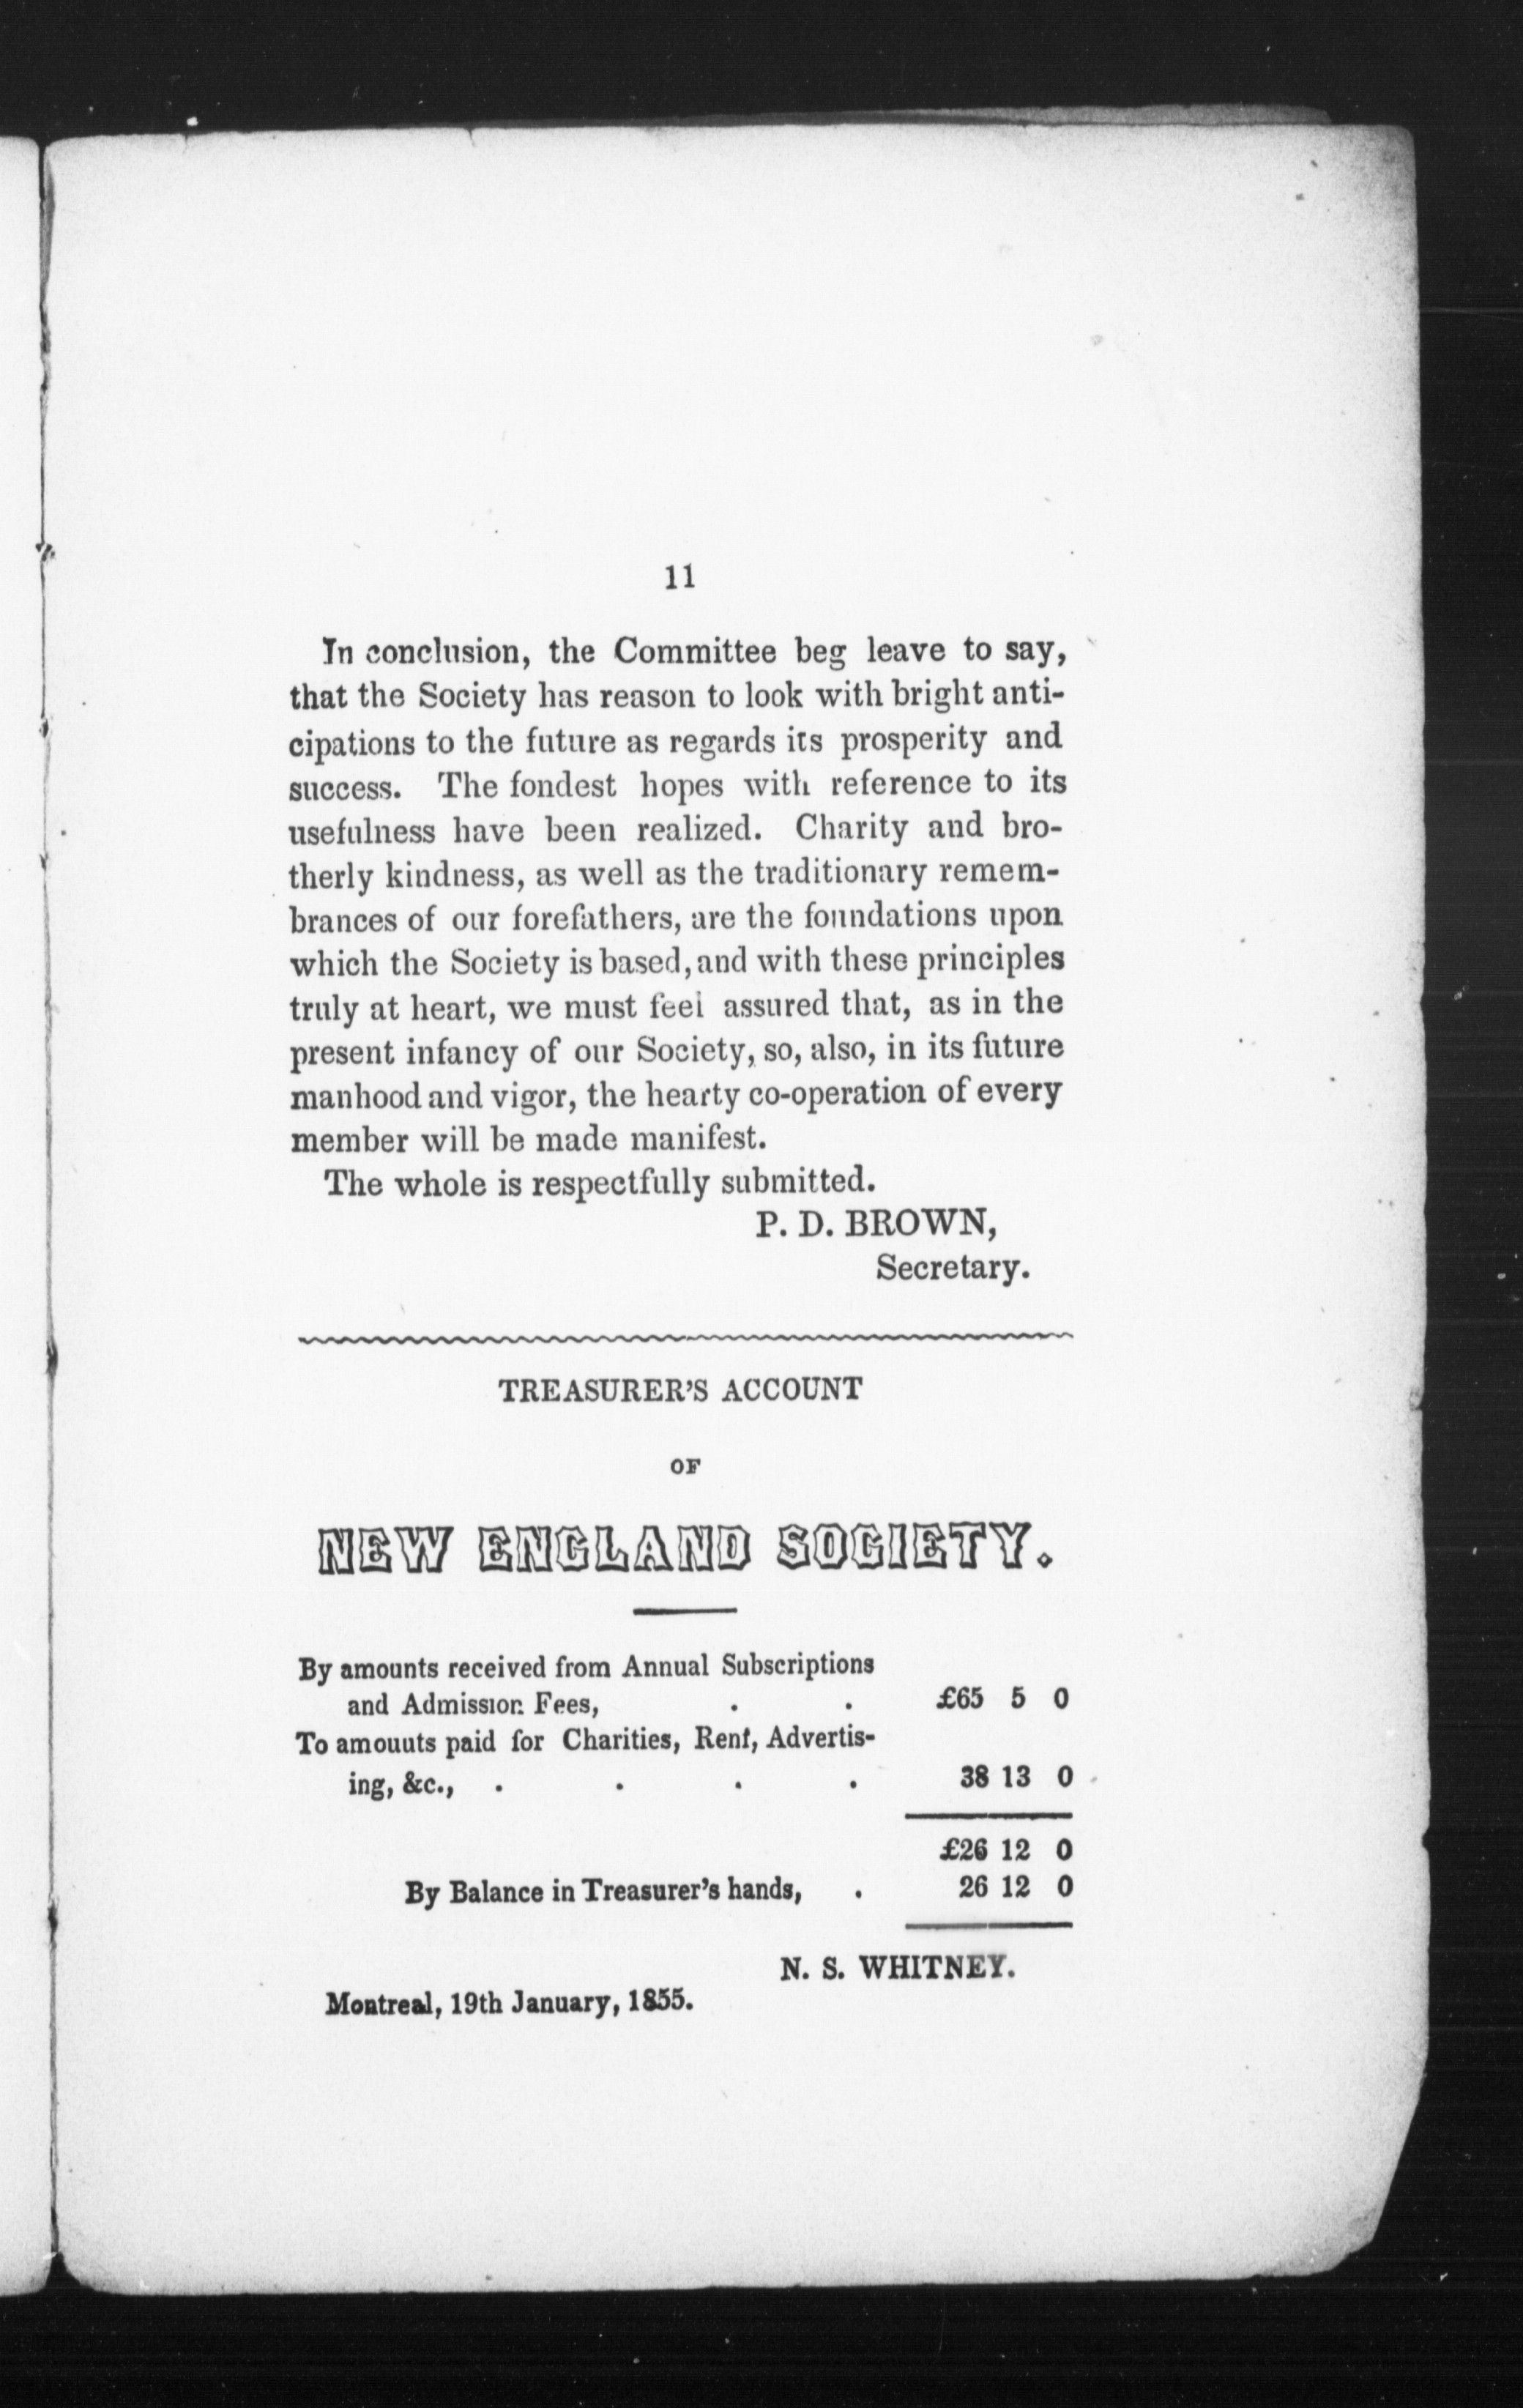 11
In conclusion, the Committee beg leave to say,
that the Society has reason to look with bright anti-
cipations to the future as regards its prosperity and
success. The fondest hopes with reference to its
usefulness have been realized. Charity and bro-
therly kindness, as well as the traditionary remem-
brances of our forefathers, are the foundations upon
which the Society is based, and with these principles
truly at heart, we must feel assured that, as in the
present infancy of our Society, so, also, in its future
manhood and vigor, the hearty co-operation of every
member will be made manifest.
The whole is respectfully submitted.
P. D. BROWN,
Secretary.
TREASURER'S ACCOUNT
OF
NEW ENGLAND SOCIETY.
By amounts received from Annual Subscriptions
and Admission Fees, . . £65 5 0
To amouuts paid for Charities, Rent, Advertis-
ing, &c., . . . . 38 13 0
£26 12 0
By Balance in Treasurer's hands, . 26 12 0
N. S. WHITNEY.
Montreal, 19th January, 1855.